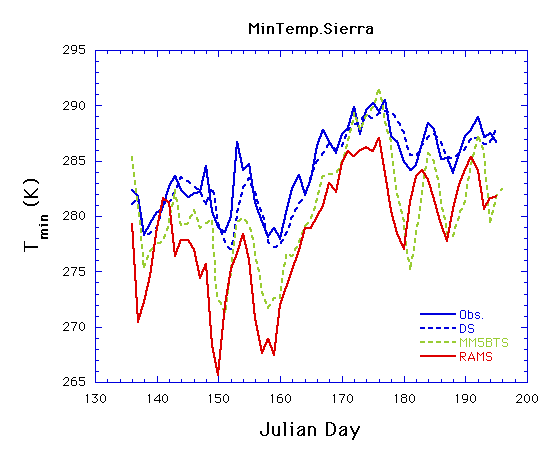 MinTemp.Sierra
295
290
285
280
275
270
265
Tmin (K)
130 140 150 160 170 180 190 200
Julian Day
Obs.
DS
MM5BTS
RAMS